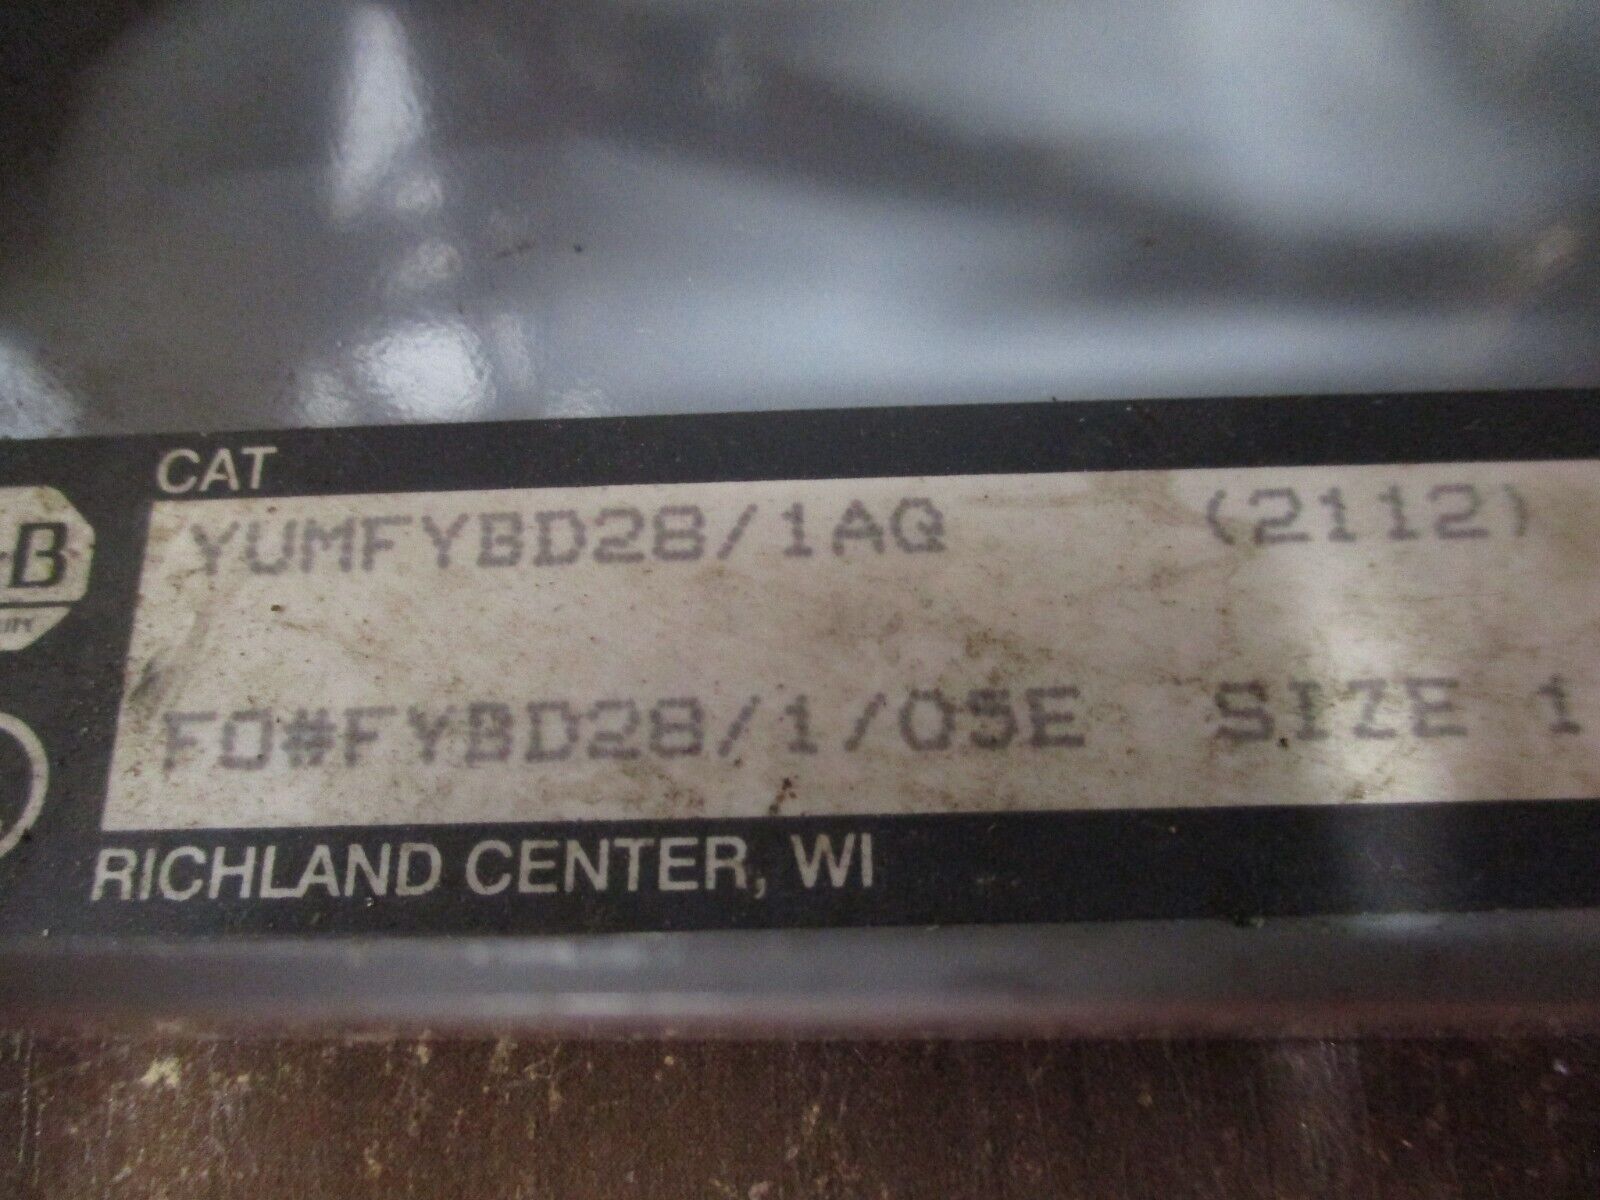 CAT
YUMFYBD28/1AQ (2112)
B
FO#FYBD28/1/05E SIZE 1
RICHLAND CENTER, WI